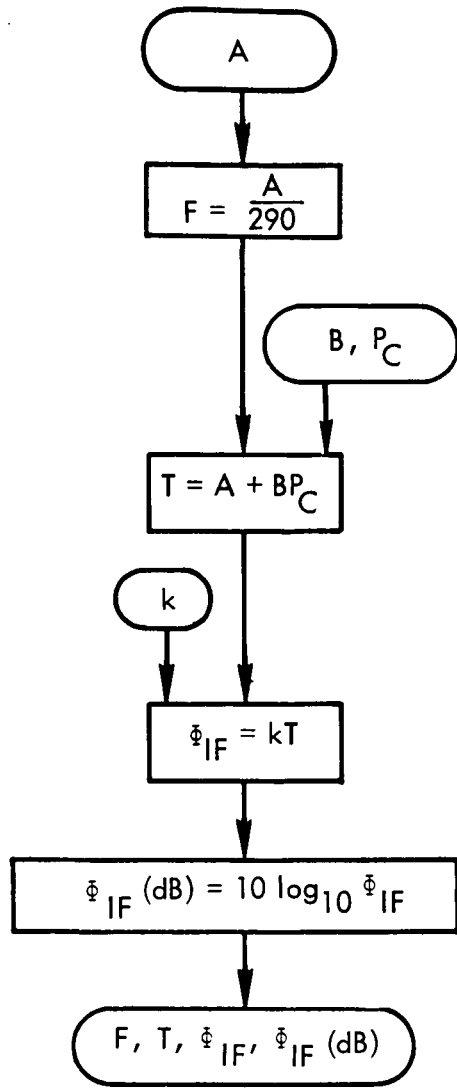 A
F = A/290
B, P_C
T = A + BP_C
k
Φ_IF = kT
Φ_IF (dB) = 10 log_10 Φ_IF
F, T, Φ_IF, Φ_IF (dB)